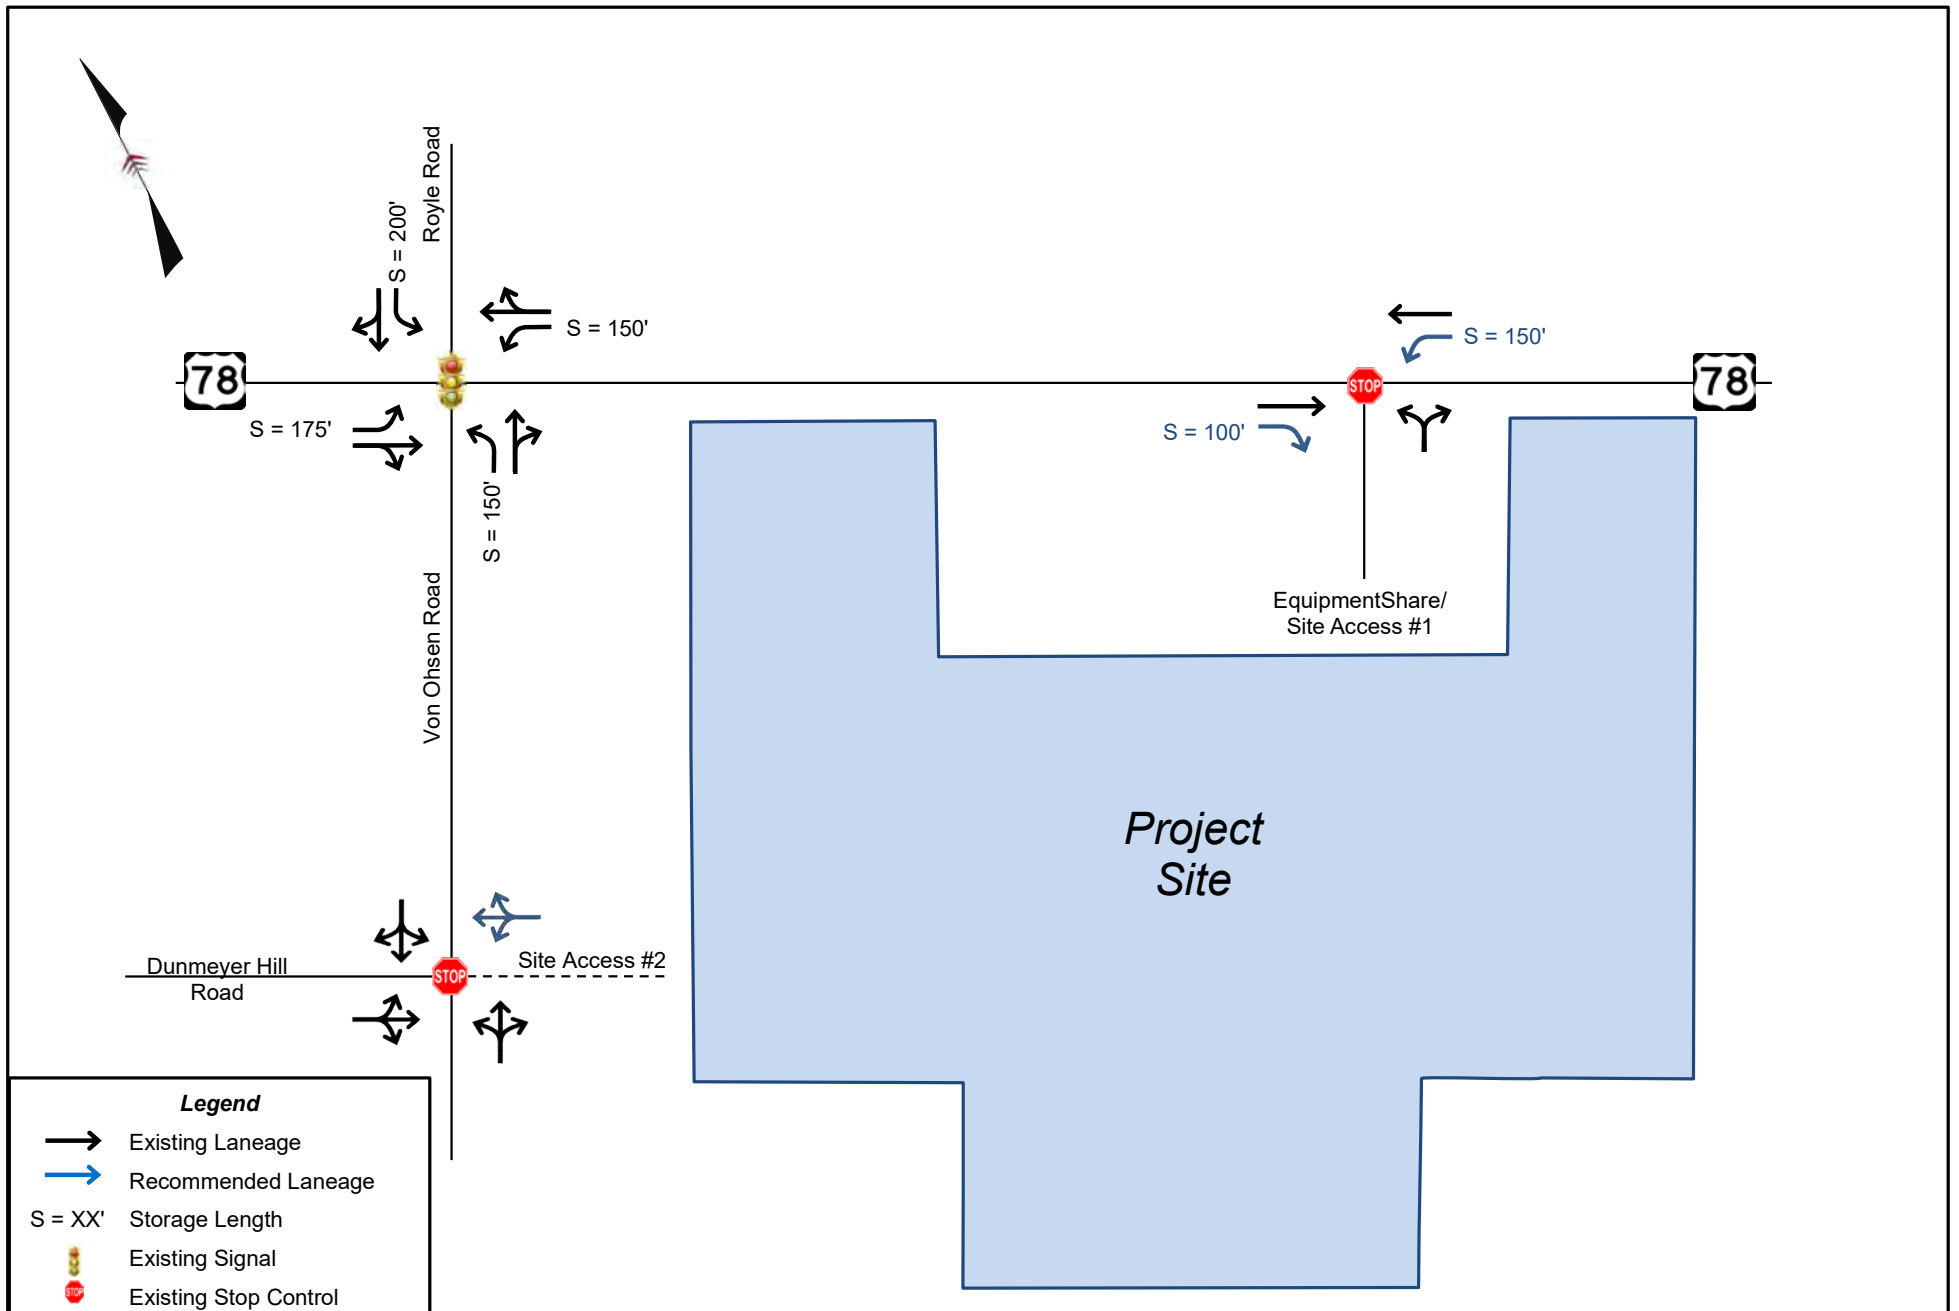 Royle Road
S = 200'
S = 150'
S = 150'
78
STOP
78
S = 175'
S = 100'
S = 150'
EquipmentShare/
Site Access #1
Von Ohsen Road
Project
Site
Site Access #2
Dunmeyer Hill
Road
STOP
Legend
Existing Laneage
Recommended Laneage
S = XX' Storage Length
Existing Signal
STOP Existing Stop Control